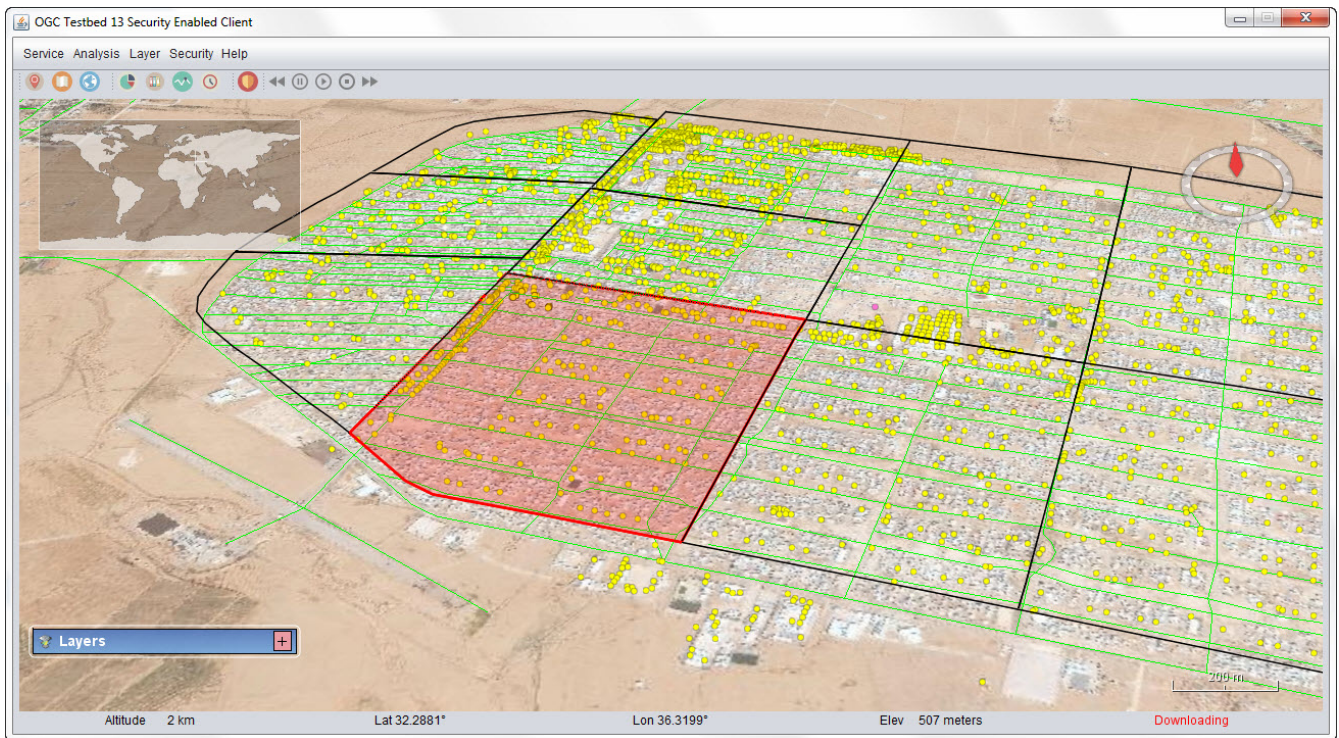 OGC Testbed 13 Security Enabled Client
Service Analysis Layer Security Help
Layers
200 m
Altitude 2 km Lat 32.2881° Lon 36.3199° Elev 507 meters Downloading